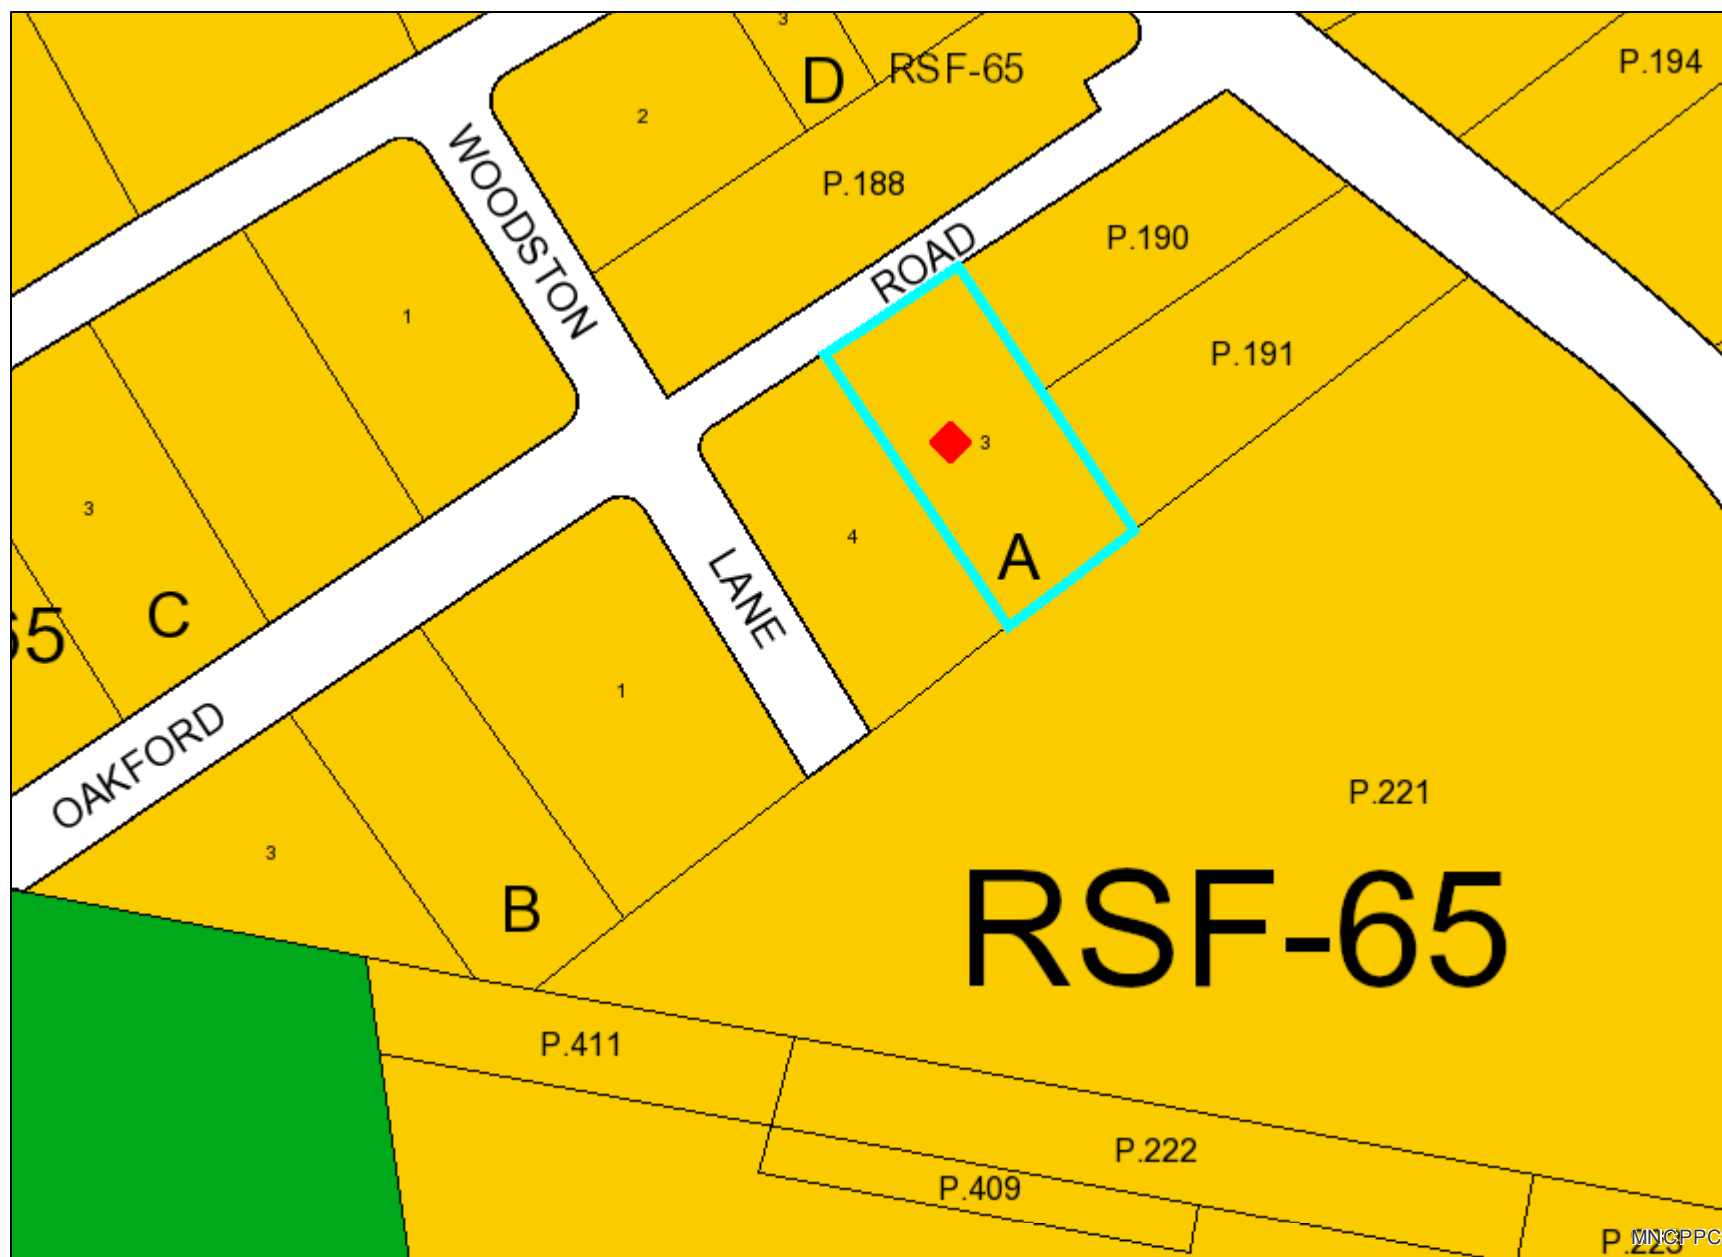 3
D
RSF-65
P.194
2
WOODSTON
P.188
ROAD
P.190
1
P.191
3
3
4
A
LANE
C
65
1
OAKFORD
P.221
3
B
RSF-65
P.411
P.222
P.409
MNCPPC